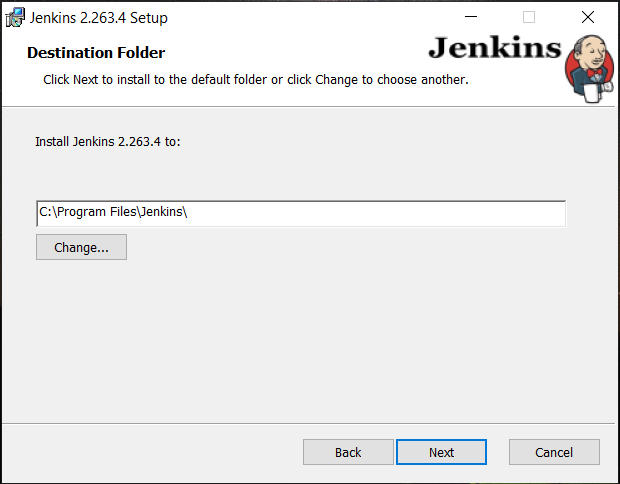 Jenkins 2.263.4 Setup
Destination Folder
Jenkins
Click Next to install to the default folder or click Change to choose another.
Install Jenkins 2.263.4 to:
C:\Program Files\Jenkins\
Change...
Back
Next
Cancel